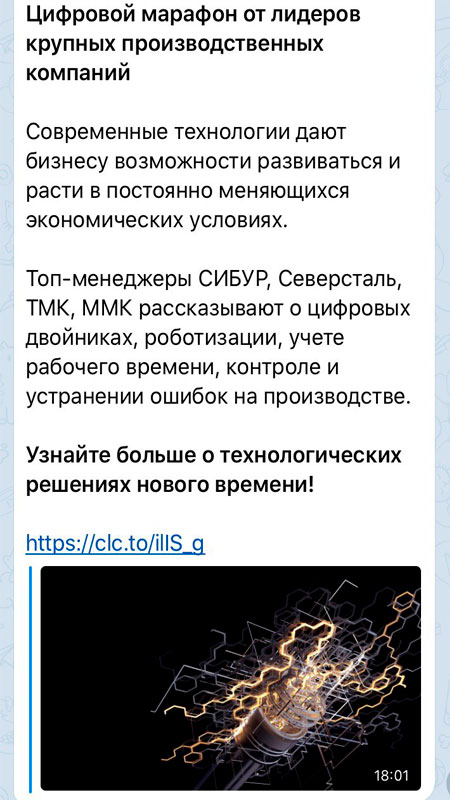 Цифровой марафон от лидеров
крупных производственных
компаний
Современные технологии дают
бизнесу возможности развиваться и
расти в постоянно меняющихся
экономических условиях.
Топ-менеджеры СИБУР, Северсталь,
ТМК, ММК рассказывают о цифровых
двойниках, роботизации, учете
рабочего времени, контроле и
устранении ошибок на производстве.
Узнайте больше о технологических
решениях нового времени!
https://clc.to/ilIS_g
18:01